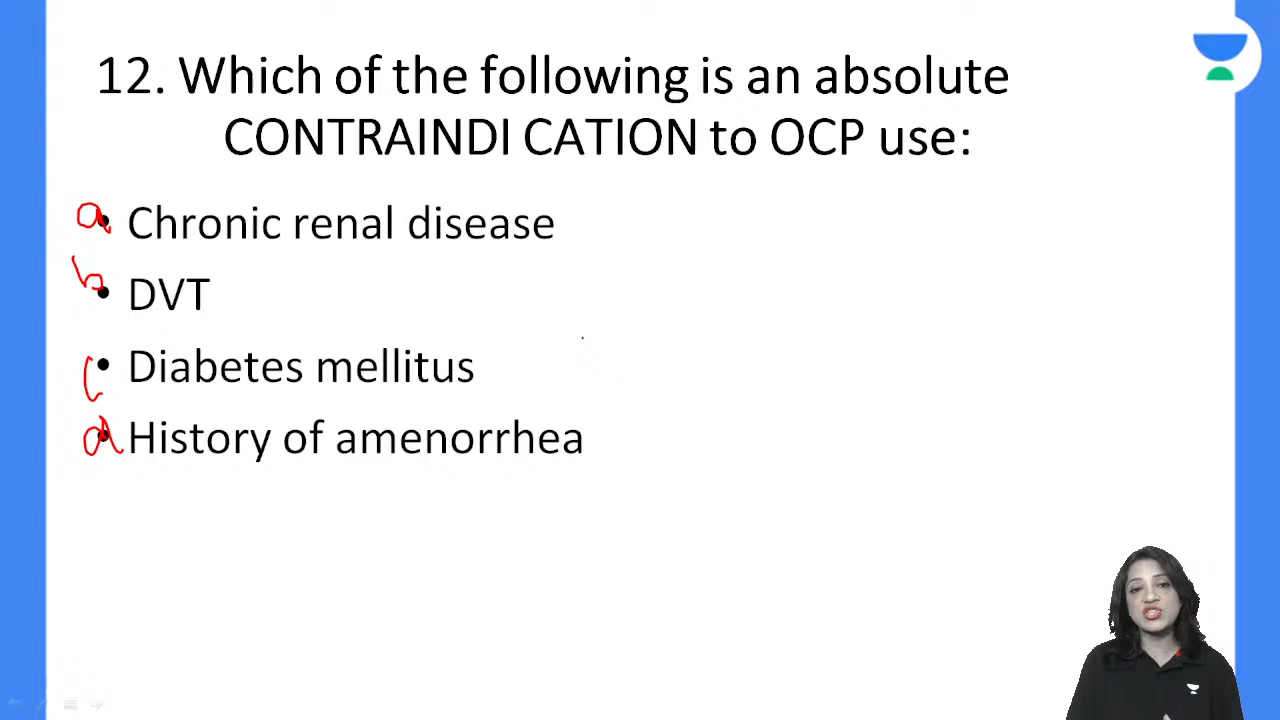 12. Which of the following is an absolute
CONTRAINDI CATION to OCP use:
a • Chronic renal disease
b • DVT
c • Diabetes mellitus
d • History of amenorrhea